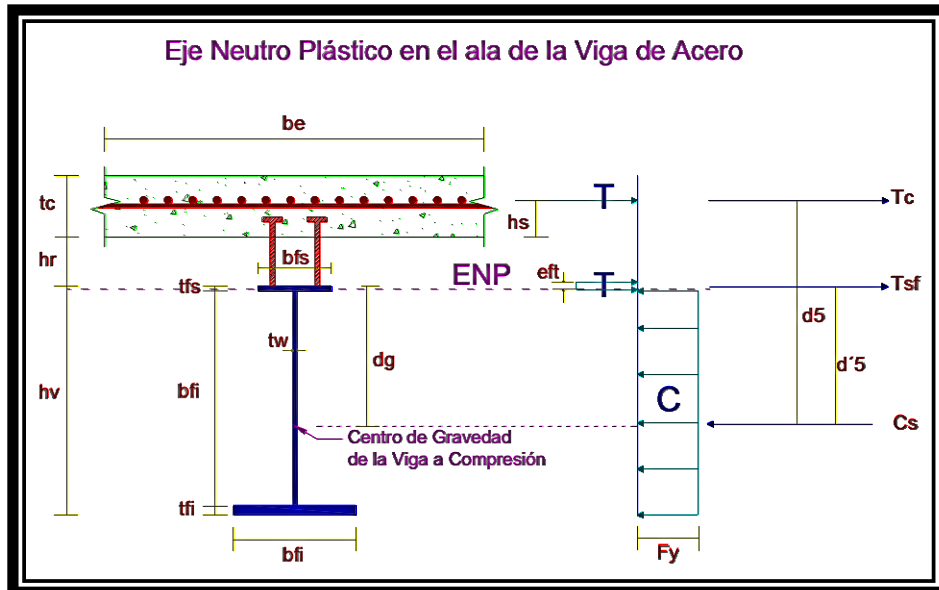 Eje Neutro Plástico en el ala de la Viga de Acero
be
tc
hs
T
Tc
hr
bfs
ENP
eft
T
Tsf
tfs
d5
tw
dg
d´5
hv
bfi
C
Centro de Gravedad
de la Viga a Compresión
Cs
tfi
bfi
Fy